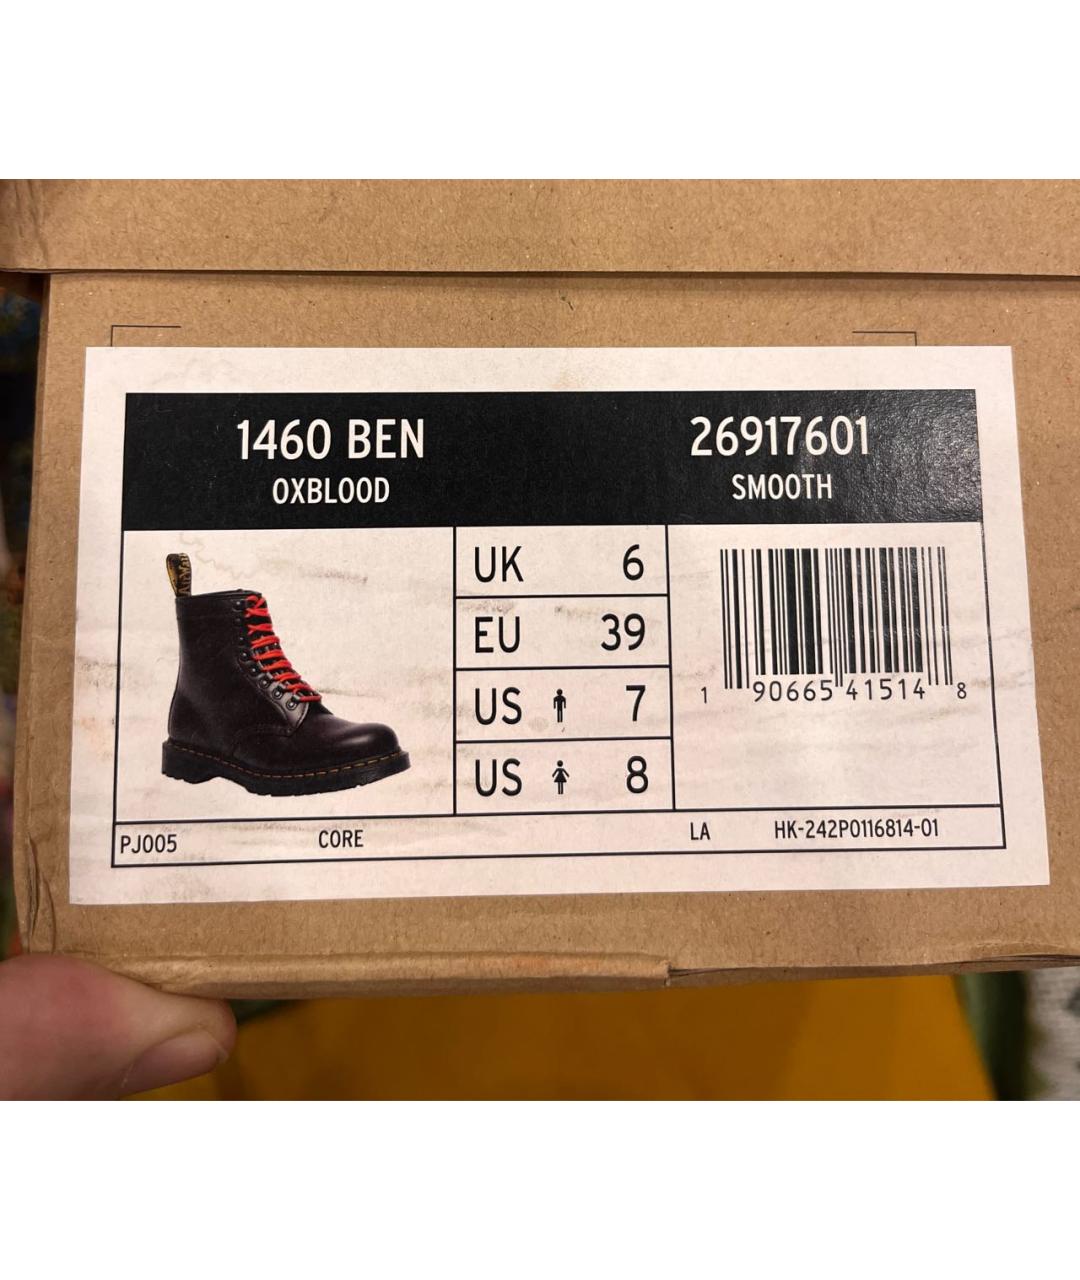 1460 BEN
OXBLOOD
26917601
SMOOTH
UK 6
EU 39
US 7
US 8
1 90665 41514 8
PJ005 CORE LA HK-242P0116814-01